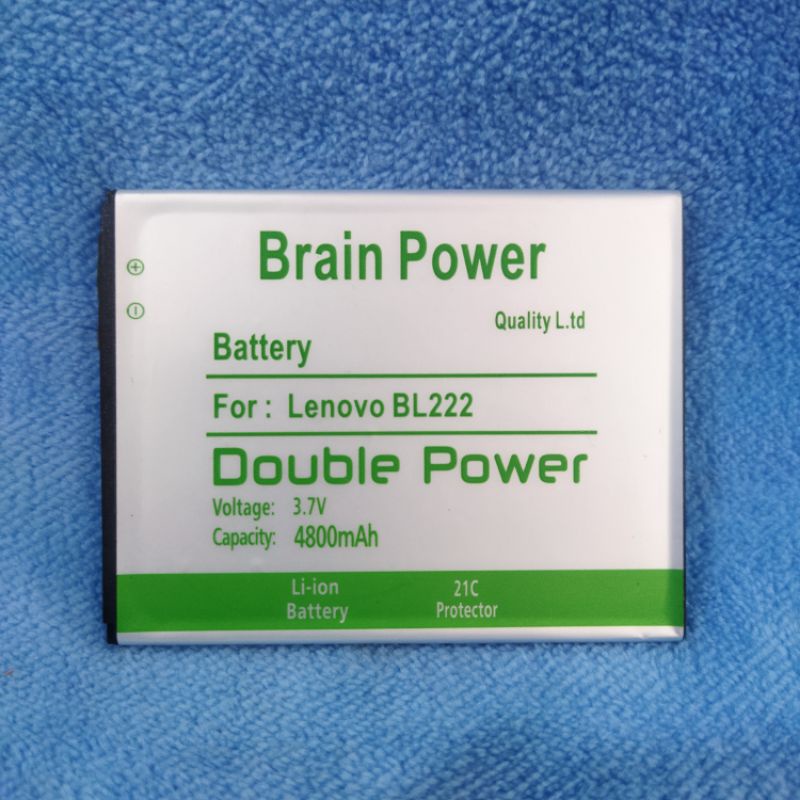 Brain Power
Quality L.td
Battery
For : Lenovo BL222
Double Power
Voltage: 3.7V
Capacity: 4800mAh
Li-ion Battery
21C Protector